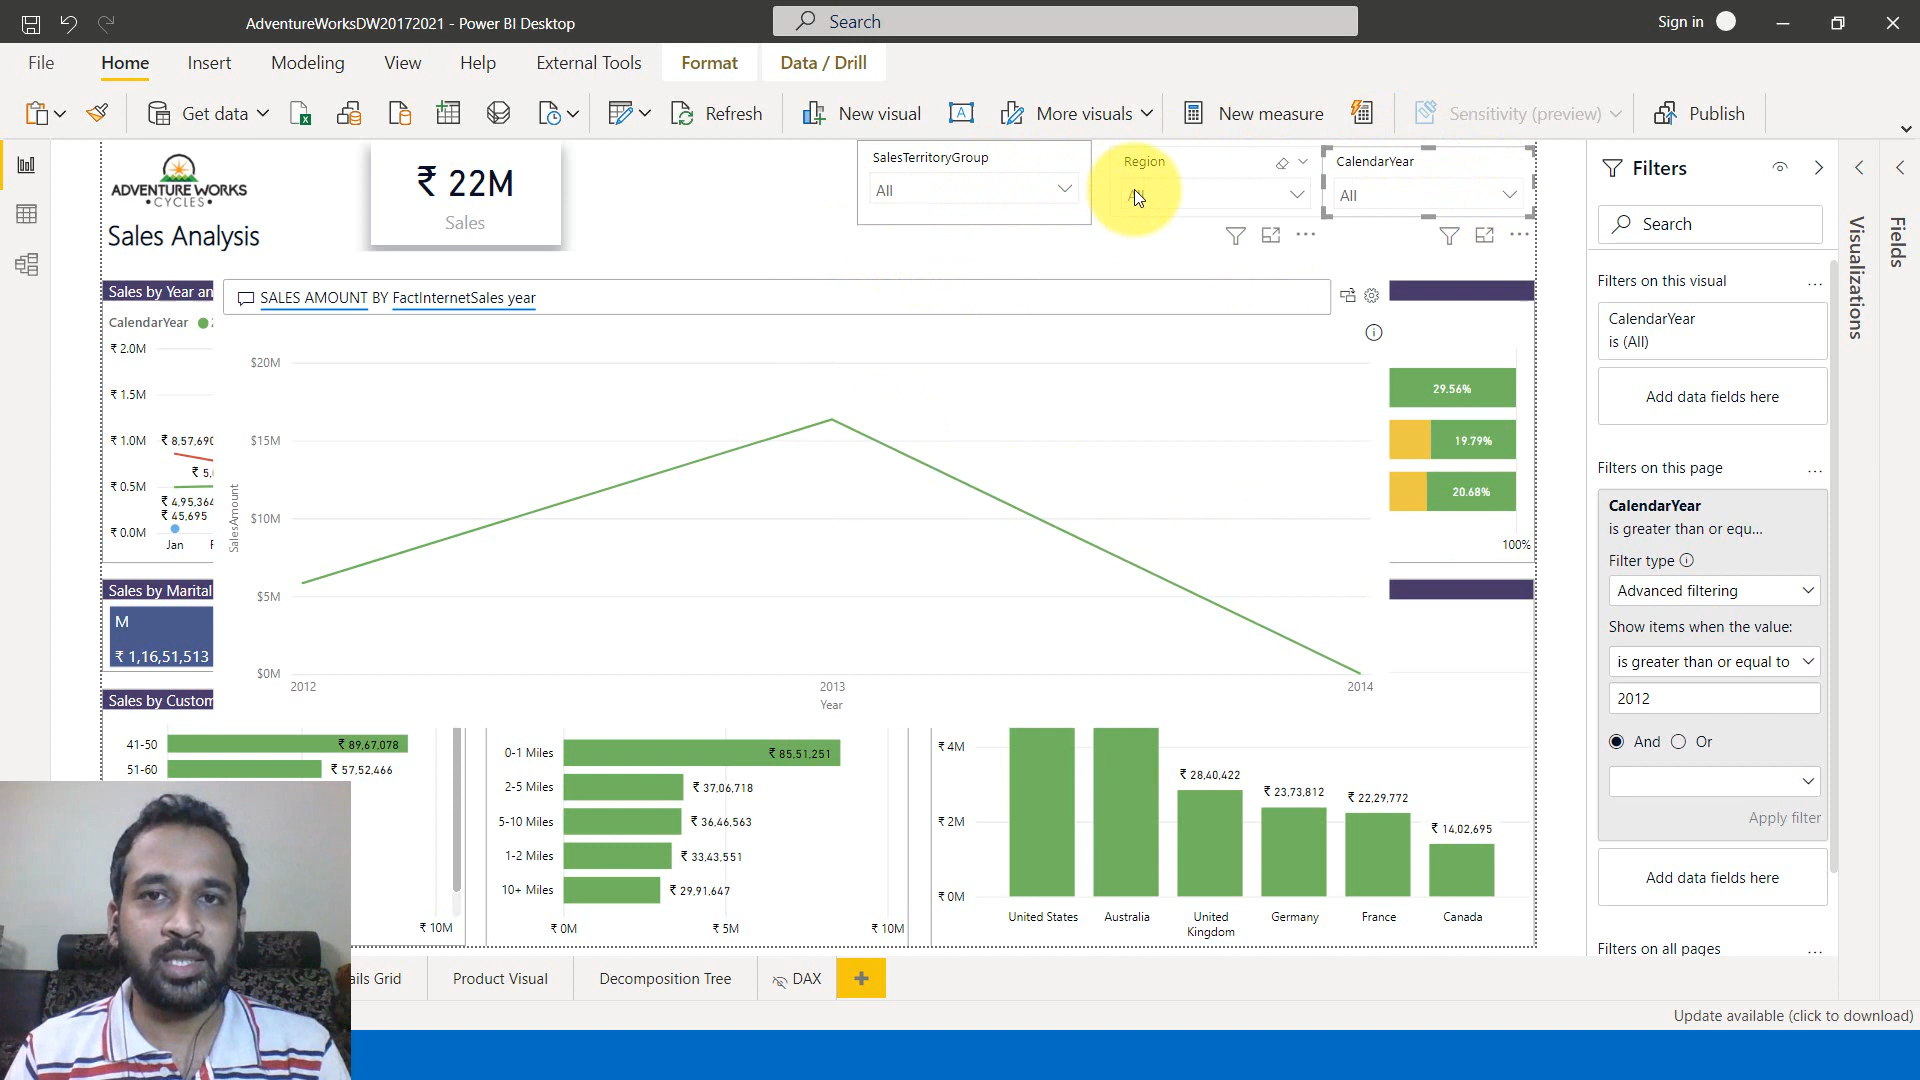 AdventureWorksDW20172021 - Power BI Desktop
Search
Sign in
File
Home
Insert
Modeling
View
Help
External Tools
Format
Data / Drill
Get data
Refresh
New visual
More visuals
New measure
Sensitivity (preview)
Publish
ADVENTURE WORKS
• CYCLES •
Sales Analysis
₹ 22M
Sales
SalesTerritoryGroup
All
Region
CalendarYear
All
Sales by Year an
CalendarYear
SALES AMOUNT BY FactInternetSales year
₹ 2.0M
₹ 1.5M
₹ 1.0M
₹ 0.5M
₹ 0.0M
₹ 8,57,690
₹ 5.
₹ 4,95,364
₹ 45,695
Jan
$20M
$15M
$10M
$5M
$0M
SalesAmount
2012
2013
2014
Year
29.56%
19.79%
20.68%
100%
Sales by Marital
M
₹ 1,16,51,513
Sales by Custom
41-50
₹ 89,67,078
51-60
₹ 57,52,466
₹ 10M
0-1 Miles
₹ 85,51,251
2-5 Miles
₹ 37,06,718
5-10 Miles
₹ 36,46,563
1-2 Miles
₹ 33,43,551
10+ Miles
₹ 29,91,647
₹ 0M
₹ 5M
₹ 10M
₹ 4M
₹ 2M
₹ 0M
₹ 28,40,422
₹ 23,73,812
₹ 22,29,772
₹ 14,02,695
United States
Australia
United
Kingdom
Germany
France
Canada
Filters
Search
Filters on this visual
...
CalendarYear
is (All)
Add data fields here
Filters on this page
...
CalendarYear
is greater than or equ...
Filter type
Advanced filtering
Show items when the value:
is greater than or equal to
2012
And
Or
Apply filter
Add data fields here
Filters on all pages
...
Visualizations
Fields
ails Grid
Product Visual
Decomposition Tree
DAX
+
Update available (click to download)